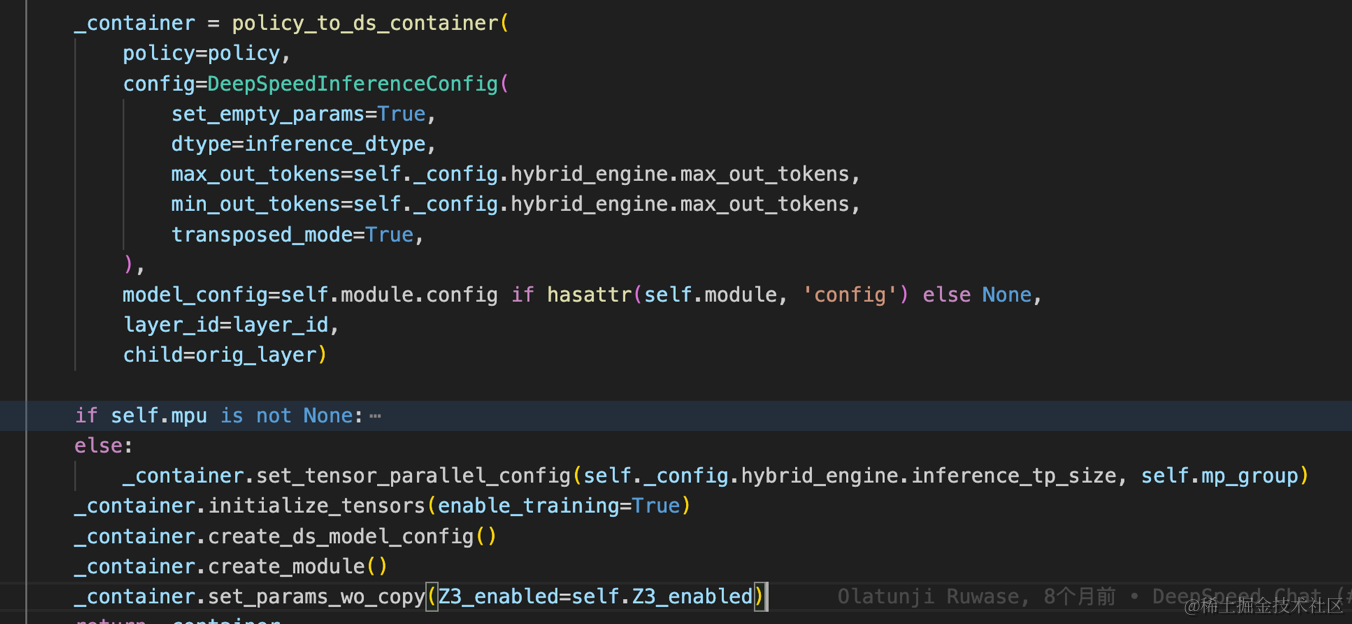 _container = policy_to_ds_container(
    policy=policy,
    config=DeepSpeedInferenceConfig(
        set_empty_params=True,
        dtype=inference_dtype,
        max_out_tokens=self._config.hybrid_engine.max_out_tokens,
        min_out_tokens=self._config.hybrid_engine.max_out_tokens,
        transposed_mode=True,
    ),
    model_config=self.module.config if hasattr(self.module, 'config') else None,
    layer_id=layer_id,
    child=orig_layer)
if self.mpu is not None:⋯
else:
    _container.set_tensor_parallel_config(self._config.hybrid_engine.inference_tp_size, self.mp_group)
_container.initialize_tensors(enable_training=True)
_container.create_ds_model_config()
_container.create_module()
_container.set_params_wo_copy(Z3_enabled=self.Z3_enabled) Olatunji Ruwase, 8个月前 • DeepSpeed Chat (#
@稀土掘金技术社区
return _container